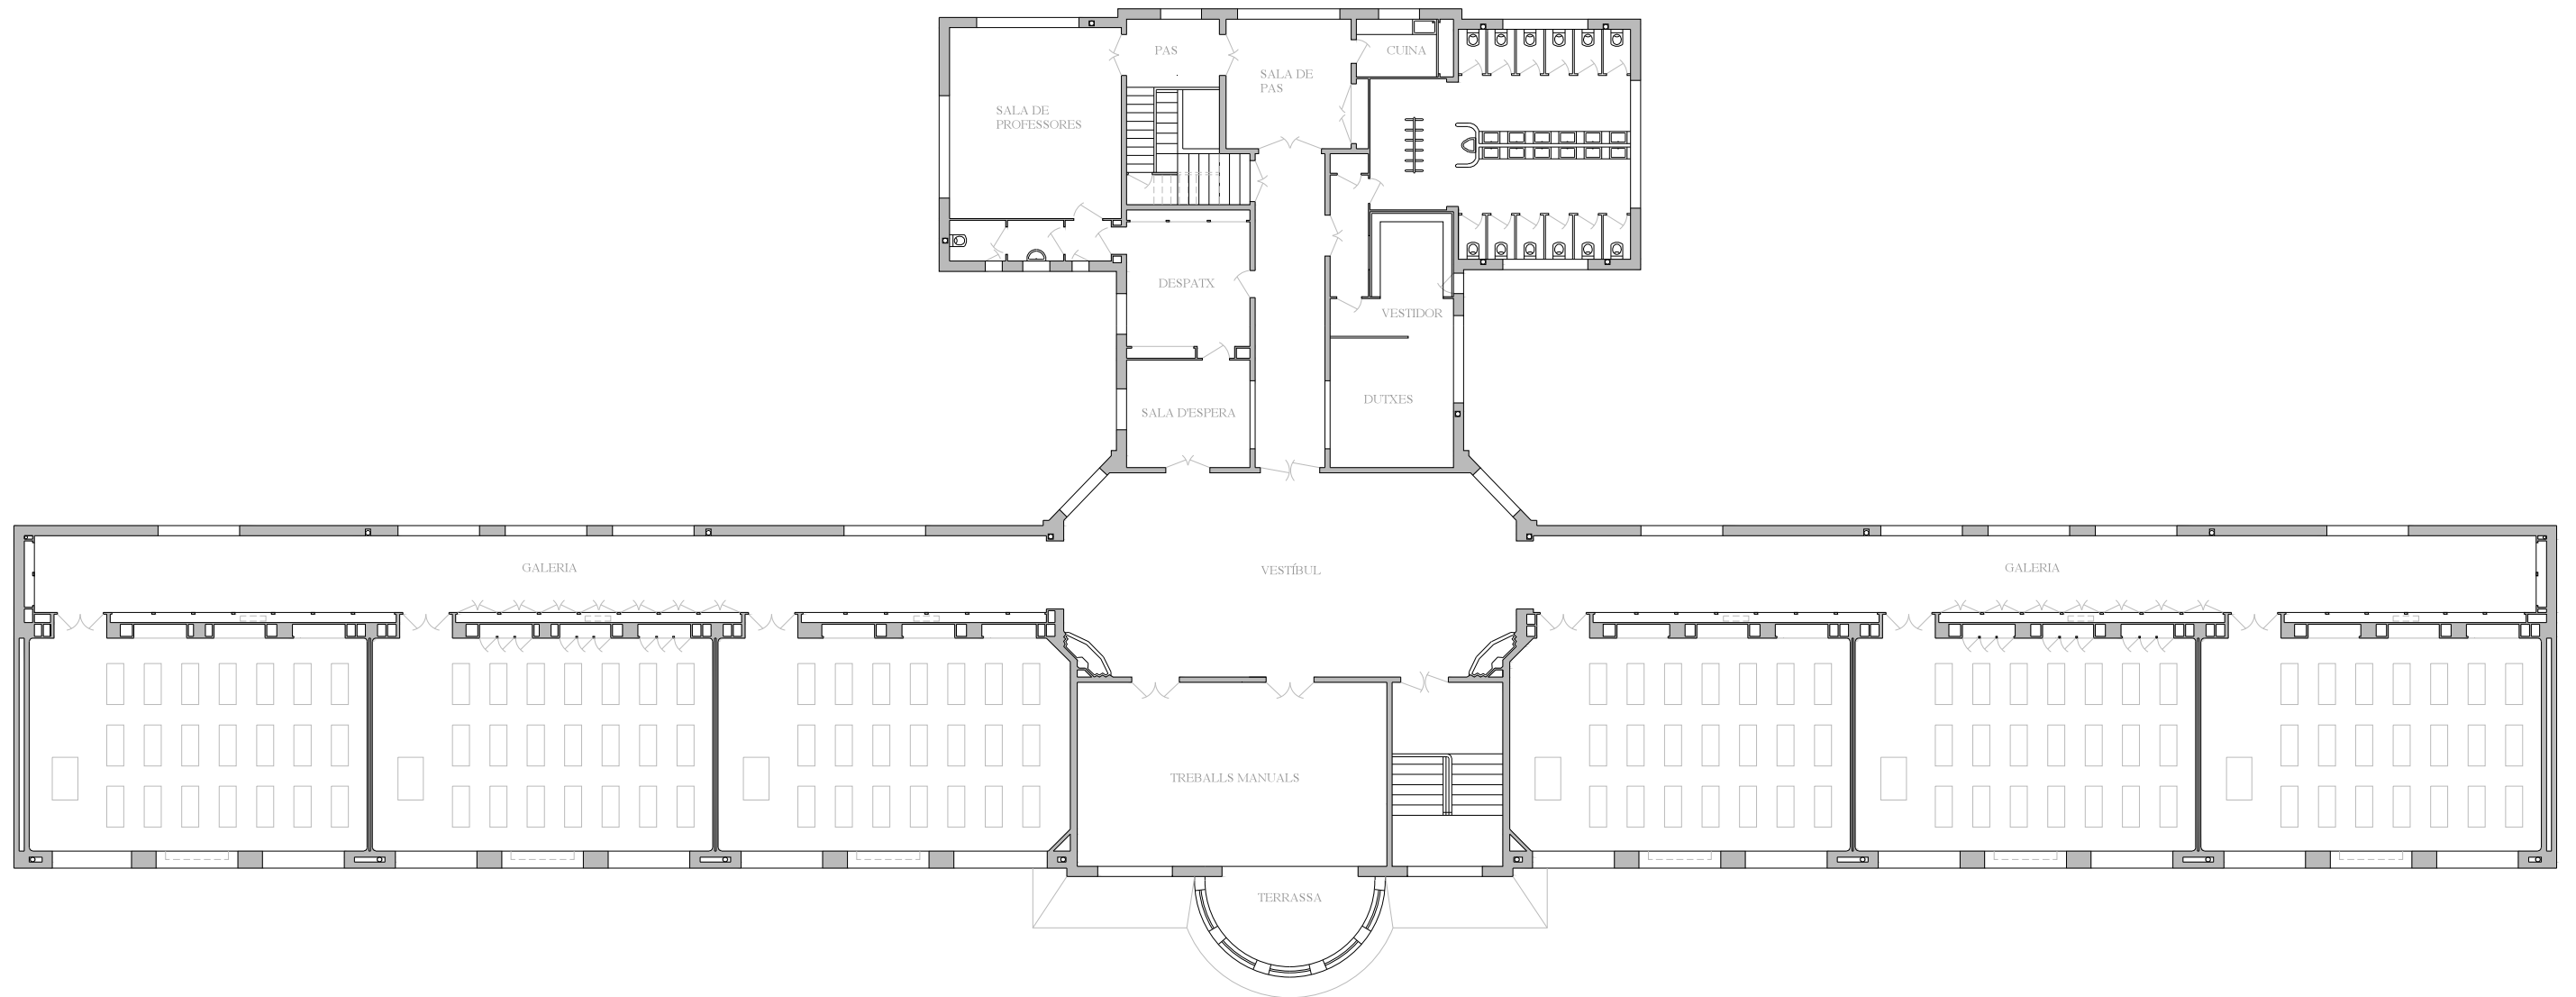 PAS
CUINA
SALA DE
PAS
SALA DE
PROFESSORES
DESPATX
VESTIDOR
DUTXES
SALA D'ESPERA
GALERIA
VESTÍBUL
GALERIA
TREBALLS MANUALS
TERRASSA